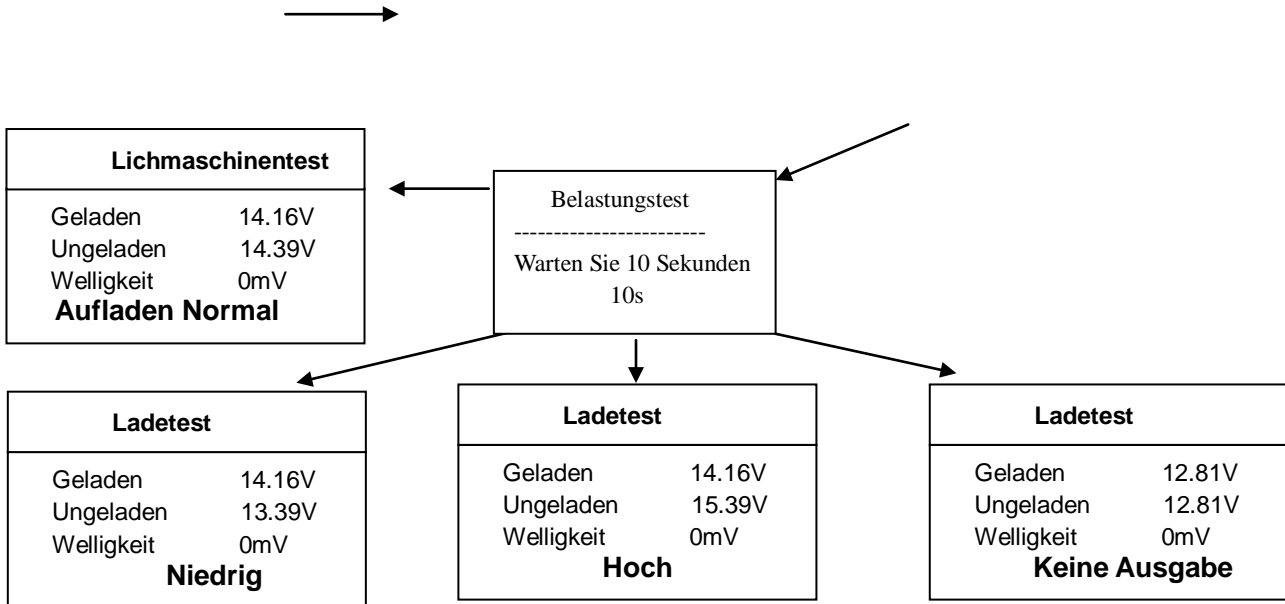 Lichmaschinentest
Geladen 14.16V
Ungeladen 14.39V
Welligkeit 0mV
Aufladen Normal
Belastungstest
------------------------
Warten Sie 10 Sekunden
10s
Ladetest
Geladen 14.16V
Ungeladen 13.39V
Welligkeit 0mV
Niedrig
Ladetest
Geladen 14.16V
Ungeladen 15.39V
Welligkeit 0mV
Hoch
Ladetest
Geladen 12.81V
Ungeladen 12.81V
Welligkeit 0mV
Keine Ausgabe